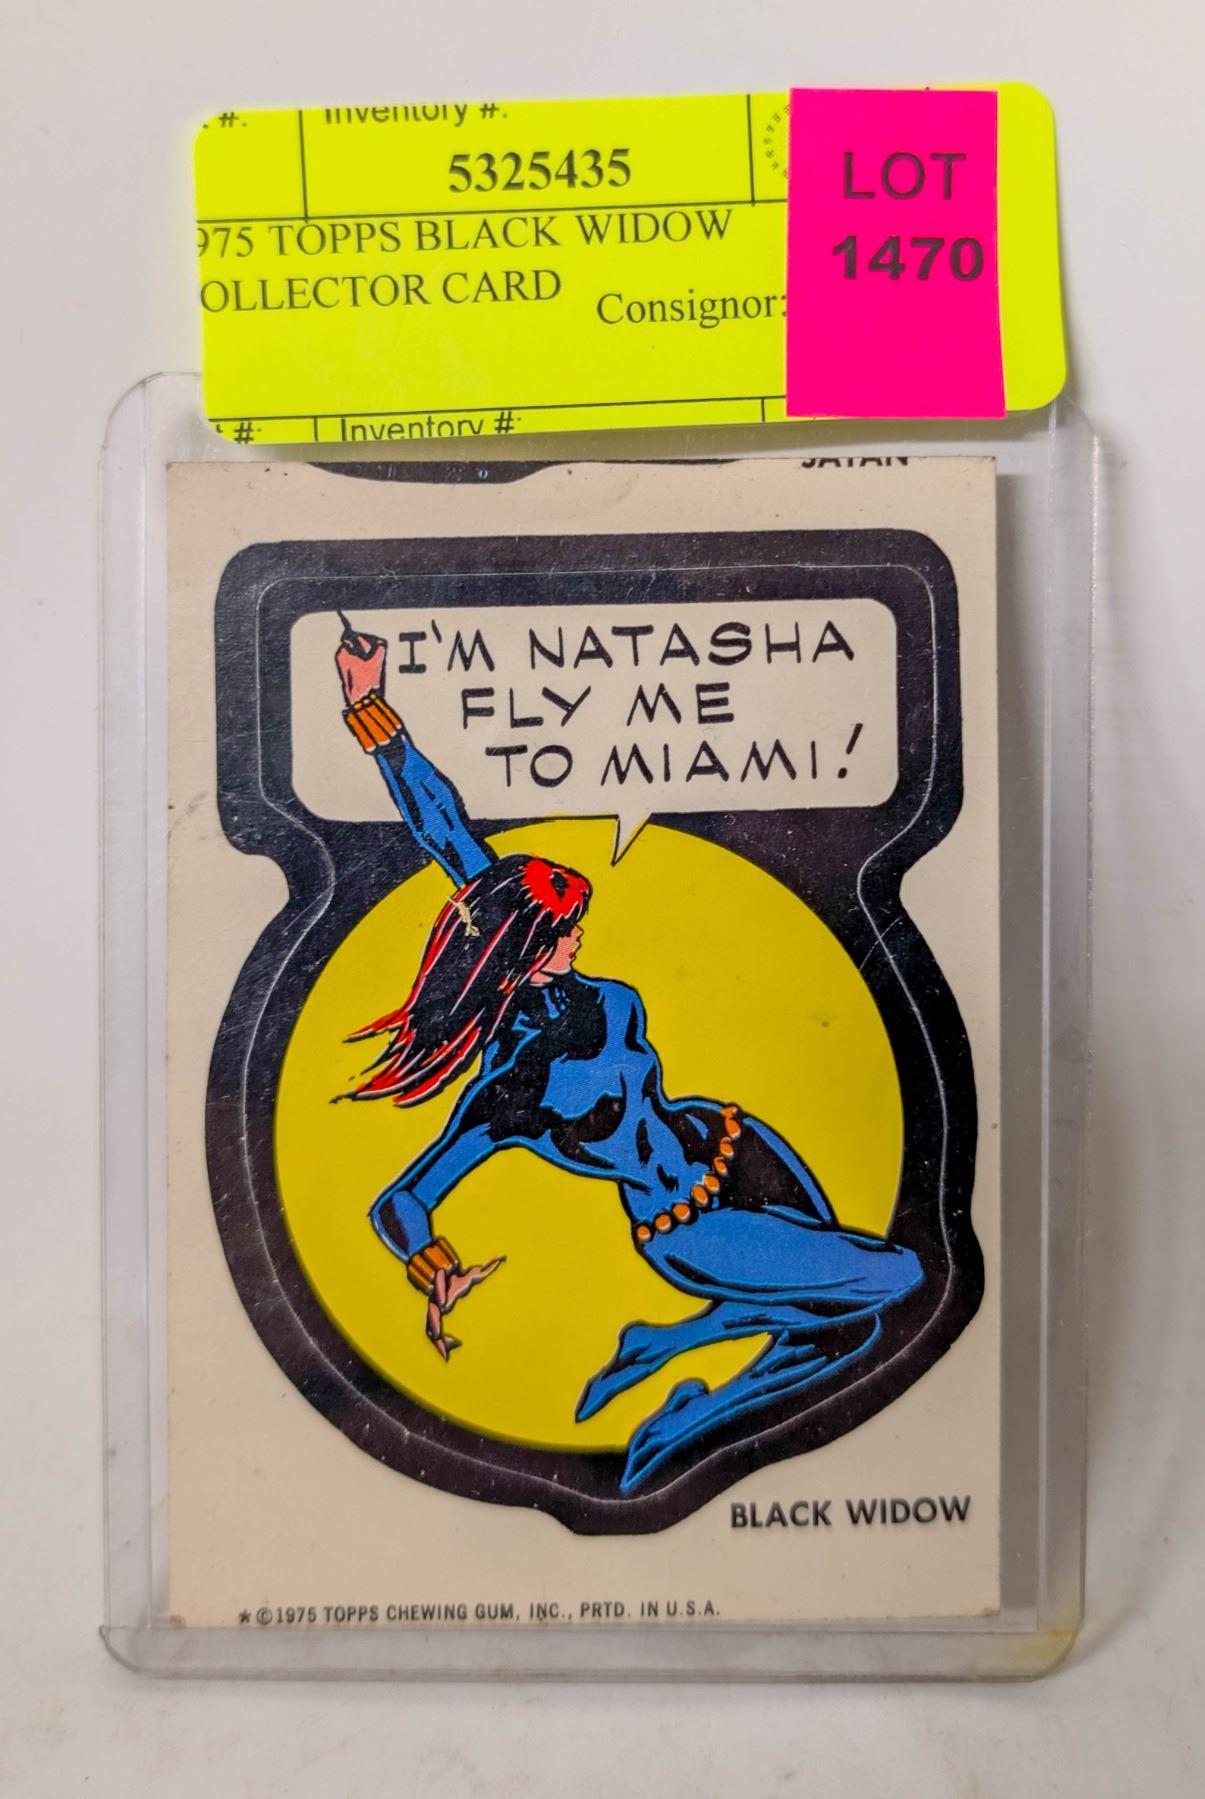 #:
Inventory #:
5325435
975 TOPPS BLACK WIDOW
OLLECTOR CARD
Consignor:
LOT
1470
#:
Inventory #:
I'M NATASHA
FLY ME
TO MIAMI!
BLACK WIDOW
*©1975 TOPPS CHEWING GUM, INC., PRTD. IN U.S.A.